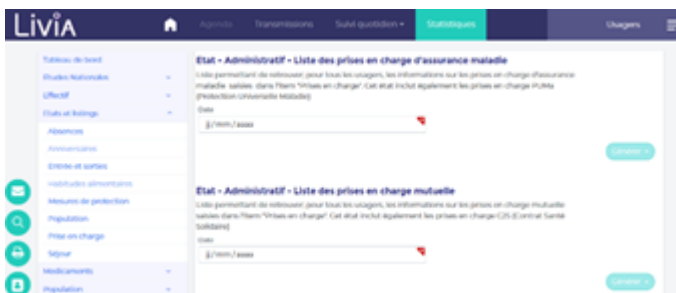 LiviA
Agenda Transmissions Suivi quotidien Statistiques Usagers
Tableau de bord
Études Nationales
Effectif
Etats et listings
Absences
Anniversaires
Entrée et sorties
Habitudes alimentaires
Mesures de protection
Population
Prise en charge
Séjour
Médicaments
Population
Etat - Administratif - Liste des prises en charge d'assurance maladie
Liste permettant de retrouver, pour tous les usagers, les informations sur les prises en charge d'assurance
maladie saisies dans l'item "Prises en charge". Cet état inclut également les prises en charge PUMa
(Protection Universelle Maladie)
Date
jj/mm/aaaa
Générer
Etat - Administratif - Liste des prises en charge mutuelle
Liste permettant de retrouver, pour tous les usagers, les informations sur les prises en charge mutuelle
saisies dans l'item "Prises en charge". Cet état inclut également les prises en charge C2S (Contrat Santé
Solidaire)
Date
jj/mm/aaaa
Générer